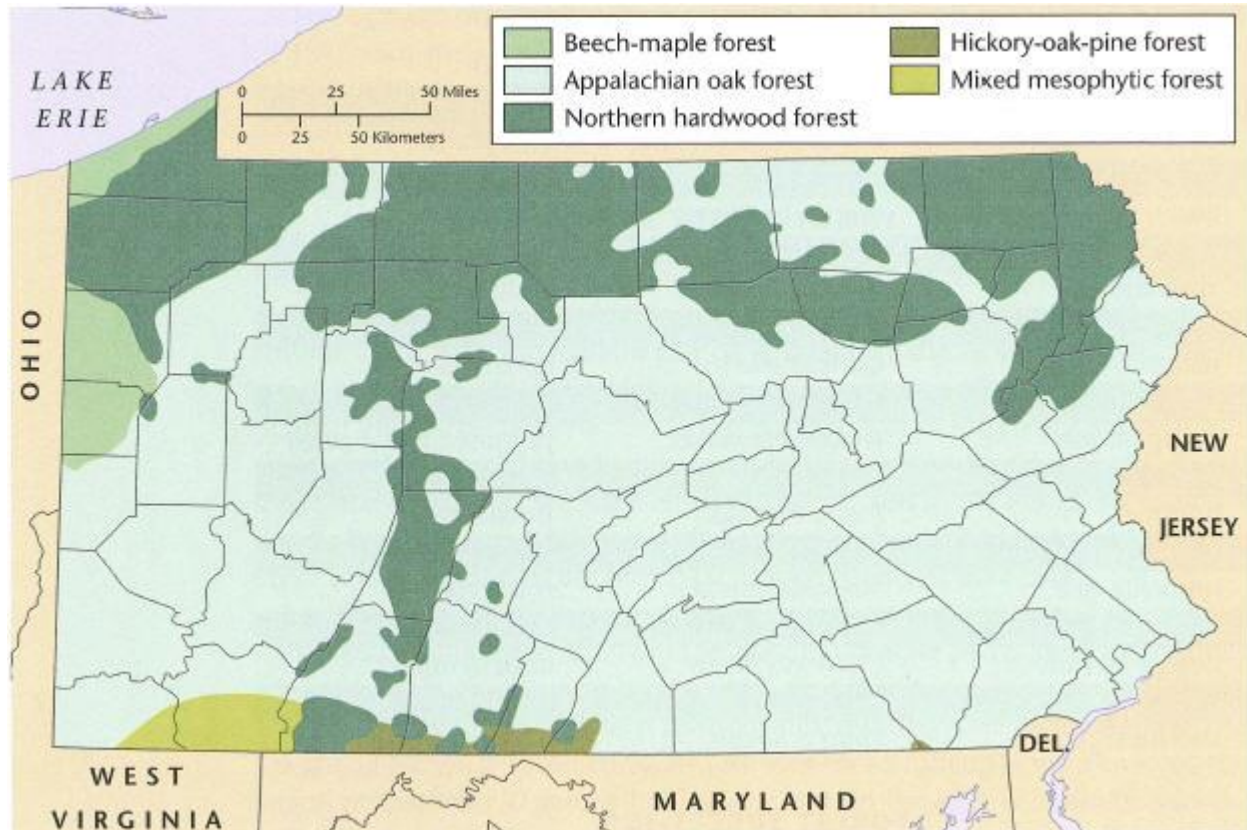 Beech-maple forest
Appalachian oak forest
Northern hardwood forest
Hickory-oak-pine forest
Mixed mesophytic forest
LAKE
ERIE
0 25 50 Miles
0 25 50 Kilometers
OHIO
NEW
JERSEY
DEL.
WEST
VIRGINIA
MARYLAND